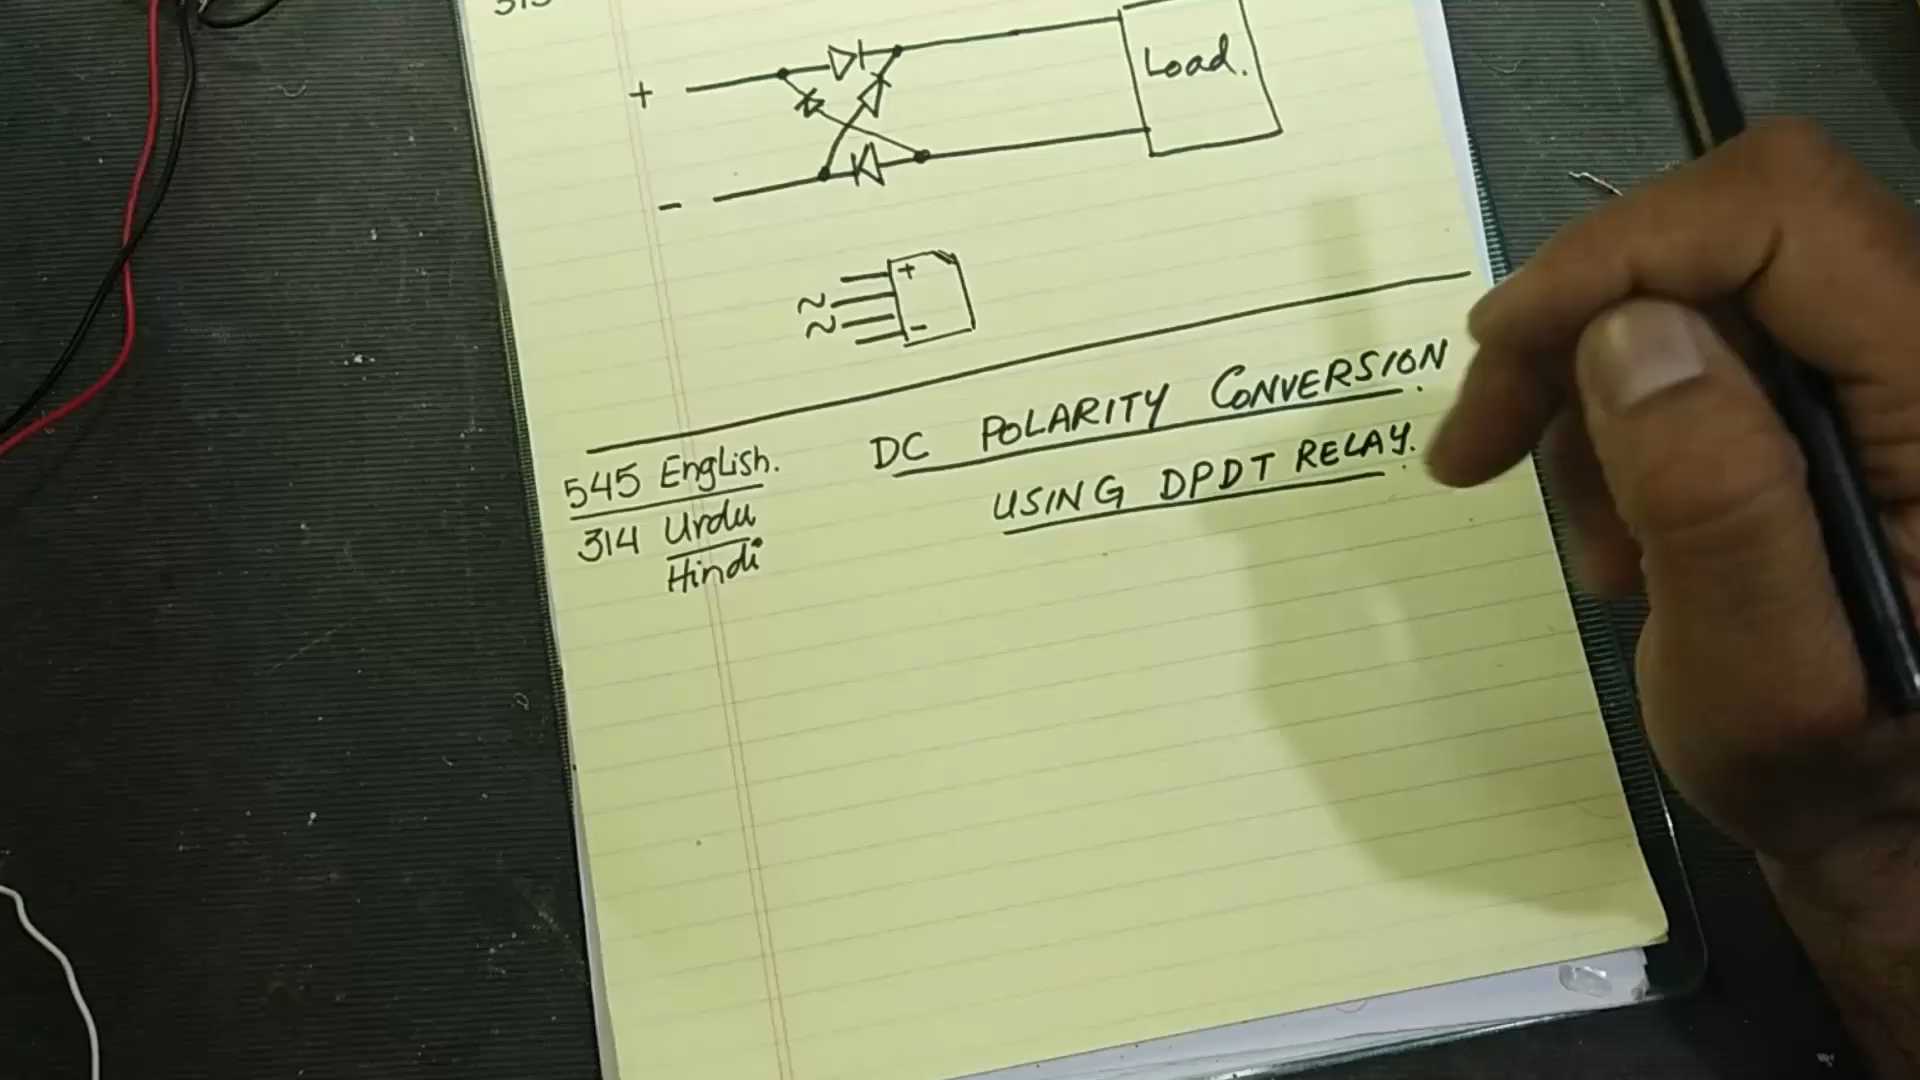 +
Load.
-
+
~
~
-
545 English.
314 Urdu
Hindi
DC POLARITY CONVERSION.
USING DPDT RELAY.